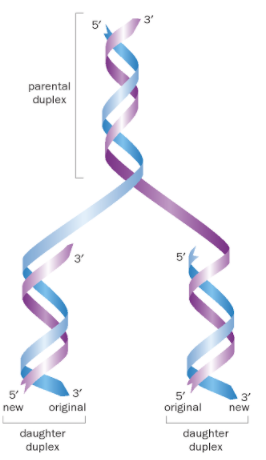 5′ 3′
parental
duplex
3′
5′
5′ 3′
new original
5′ 3′
original new
daughter
duplex
daughter
duplex